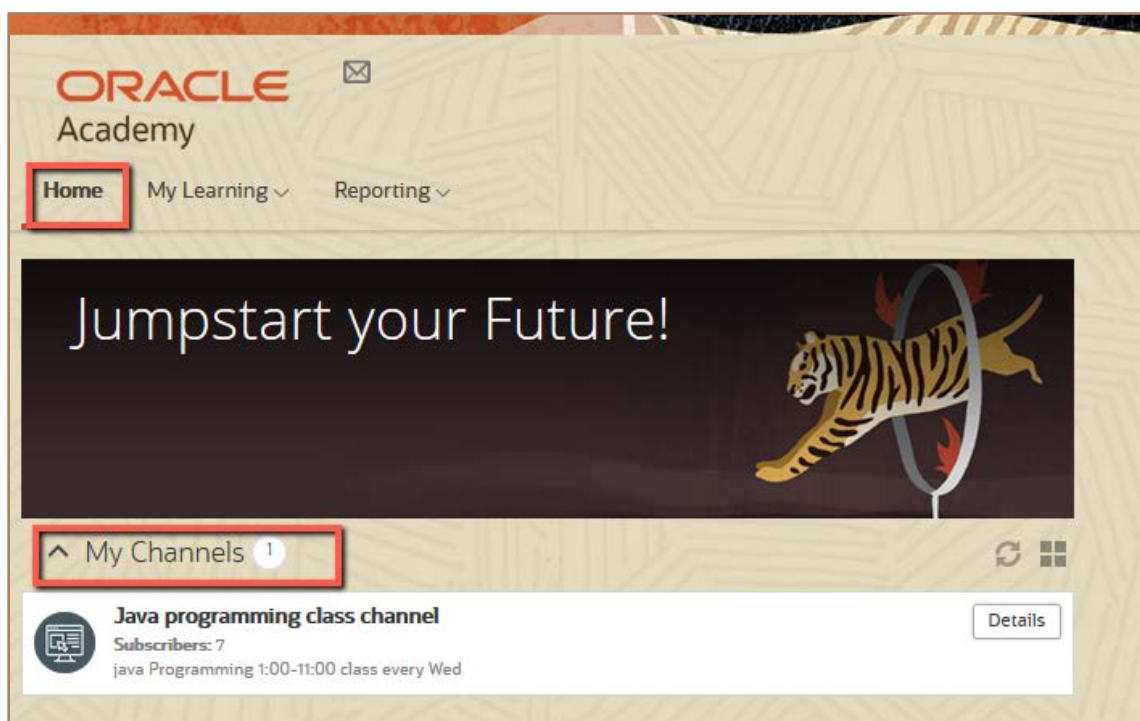 ORACLE
Academy
Home My Learning Reporting
Jumpstart your Future!
My Channels 1
Java programming class channel
Details
Subscribers: 7
java Programming 1:00-11:00 class every Wed